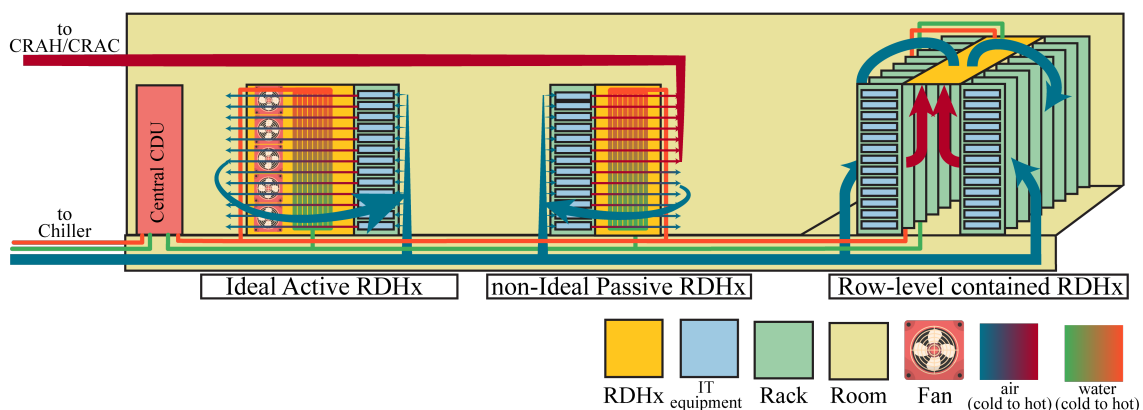 to
CRAH/CRAC
Central CDU
to
Chiller
Ideal Active RDHx
non-Ideal Passive RDHx
Row-level contained RDHx
RDHx
IT
equipment
Rack
Room
Fan
air
(cold to hot)
water
(cold to hot)